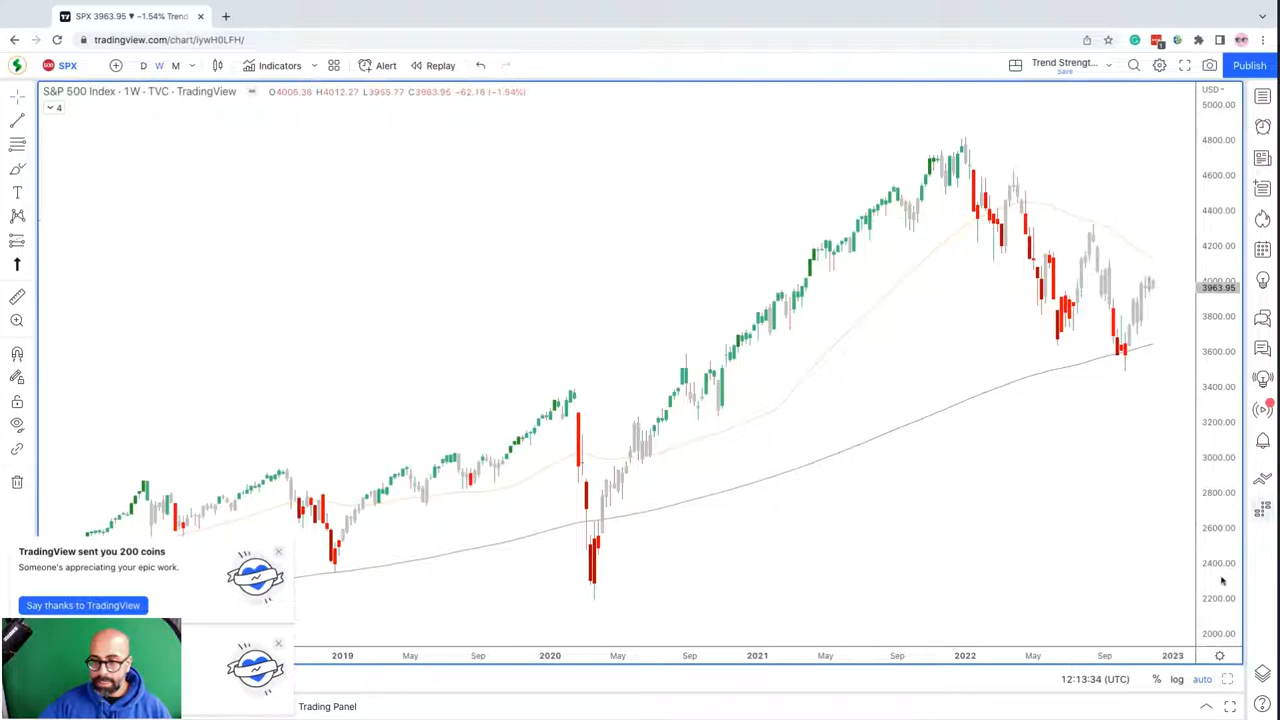 SPX 3963.95 ▼ −1.54% Trend
tradingview.com/chart/iywH0LFH/
SPX
D W M
Indicators
Alert
Replay
Trend Strengt...
Save
Publish
S&P 500 Index · 1W · TVC · TradingView
O4005.36 H4012.27 L3955.77 C3963.95 −62.16 (−1.54%)
4
USD
5000.00
4800.00
4600.00
4400.00
4200.00
4000.00
3963.95
3800.00
3600.00
3400.00
3200.00
3000.00
2800.00
2600.00
2400.00
2200.00
2000.00
TradingView sent you 200 coins
Someone's appreciating your epic work.
Say thanks to TradingView
2019 May Sep 2020 May Sep 2021 May Sep 2022 May Sep 2023
12:13:34 (UTC) % log auto
Trading Panel